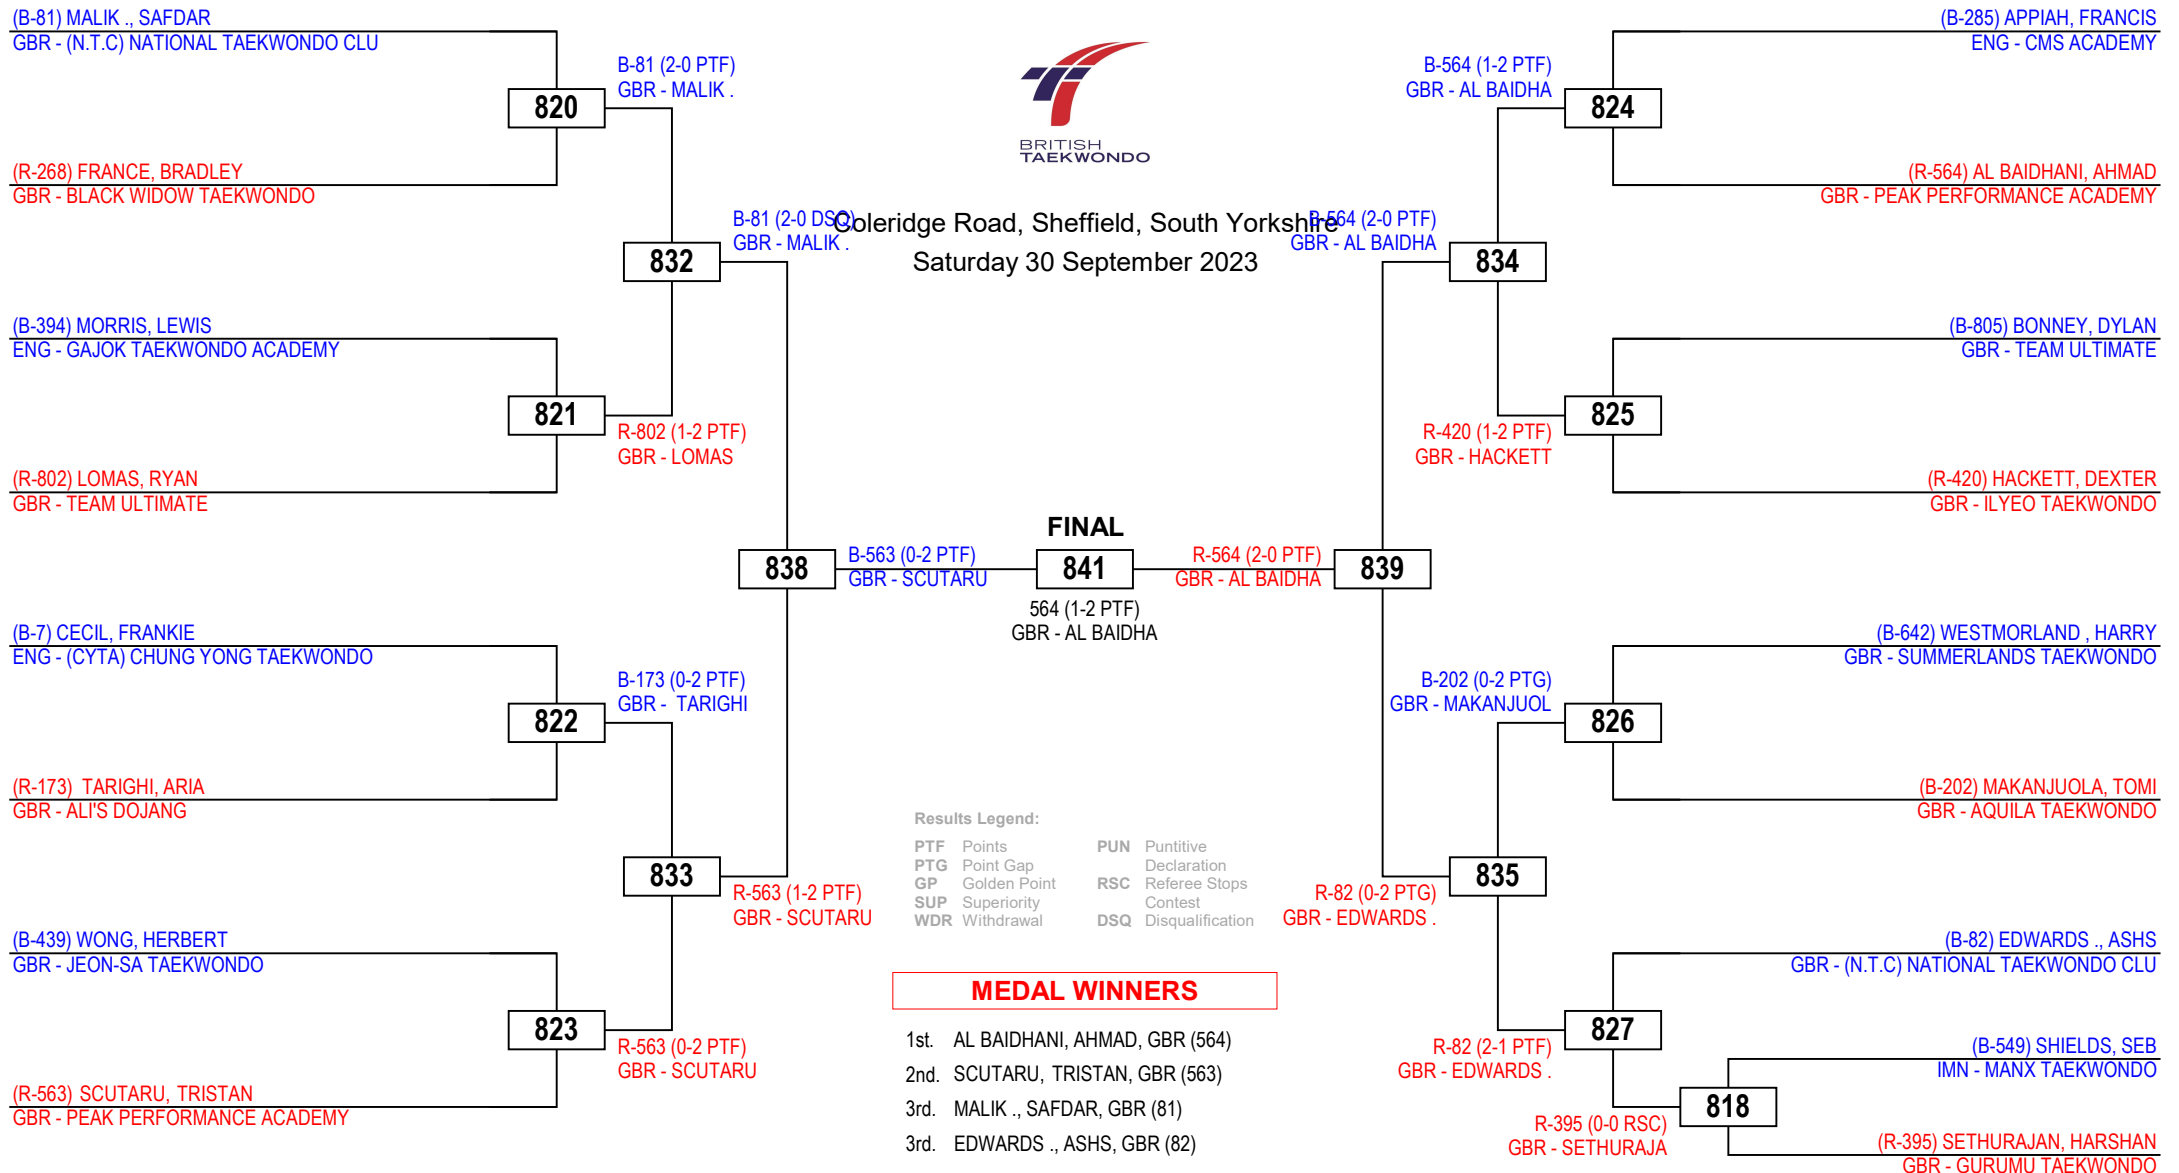 (B-81) MALIK ., SAFDAR
GBR - (N.T.C) NATIONAL TAEKWONDO CLU
B-81 (2-0 PTF)
GBR - MALIK .
820
(R-268) FRANCE, BRADLEY
GBR - BLACK WIDOW TAEKWONDO
B-81 (2-0 DSQ)
GBR - MALIK .
832
(B-394) MORRIS, LEWIS
ENG - GAJOK TAEKWONDO ACADEMY
821
R-802 (1-2 PTF)
GBR - LOMAS
(R-802) LOMAS, RYAN
GBR - TEAM ULTIMATE
838
B-563 (0-2 PTF)
GBR - SCUTARU
(B-7) CECIL, FRANKIE
ENG - (CYTA) CHUNG YONG TAEKWONDO
B-173 (0-2 PTF)
GBR - TARIGHI
822
(R-173) TARIGHI, ARIA
GBR - ALI'S DOJANG
833
R-563 (1-2 PTF)
GBR - SCUTARU
(B-439) WONG, HERBERT
GBR - JEON-SA TAEKWONDO
823
R-563 (0-2 PTF)
GBR - SCUTARU
(R-563) SCUTARU, TRISTAN
GBR - PEAK PERFORMANCE ACADEMY
BRITISH
TAEKWONDO
Coleridge Road, Sheffield, South Yorkshire
Saturday 30 September 2023
FINAL
841
564 (1-2 PTF)
GBR - AL BAIDHA
Results Legend:
PTF Points
PTG Point Gap
GP Golden Point
SUP Superiority
WDR Withdrawal
PUN Puntitive
Declaration
RSC Referee Stops
Contest
DSQ Disqualification
MEDAL WINNERS
1st. AL BAIDHANI, AHMAD, GBR (564)
2nd. SCUTARU, TRISTAN, GBR (563)
3rd. MALIK ., SAFDAR, GBR (81)
3rd. EDWARDS ., ASHS, GBR (82)
(B-285) APPIAH, FRANCIS
ENG - CMS ACADEMY
B-564 (1-2 PTF)
GBR - AL BAIDHA
824
(R-564) AL BAIDHANI, AHMAD
GBR - PEAK PERFORMANCE ACADEMY
B-564 (2-0 PTF)
GBR - AL BAIDHA
834
(B-805) BONNEY, DYLAN
GBR - TEAM ULTIMATE
825
R-420 (1-2 PTF)
GBR - HACKETT
(R-420) HACKETT, DEXTER
GBR - ILYEO TAEKWONDO
R-564 (2-0 PTF)
GBR - AL BAIDHA
839
(B-642) WESTMORLAND , HARRY
GBR - SUMMERLANDS TAEKWONDO
B-202 (0-2 PTG)
GBR - MAKANJUOL
826
(B-202) MAKANJUOLA, TOMI
GBR - AQUILA TAEKWONDO
835
R-82 (0-2 PTG)
GBR - EDWARDS .
(B-82) EDWARDS ., ASHS
GBR - (N.T.C) NATIONAL TAEKWONDO CLU
827
R-82 (2-1 PTF)
GBR - EDWARDS .
(B-549) SHIELDS, SEB
IMN - MANX TAEKWONDO
818
R-395 (0-0 RSC)
GBR - SETHURAJA
(R-395) SETHURAJAN, HARSHAN
GBR - GURUMU TAEKWONDO